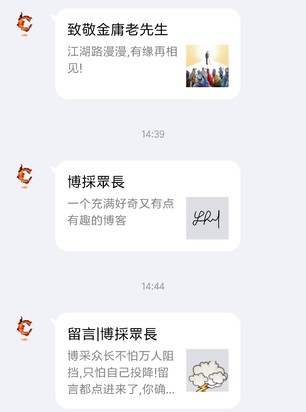 致敬金庸老先生
江湖路漫漫,有缘再相
见!
14:39
博採眾長
一个充满好奇又有点
有趣的博客
14:44
留言|博採眾長
博采众长不怕万人阻
挡,只怕自己投降!留
言都点进来了,你确...